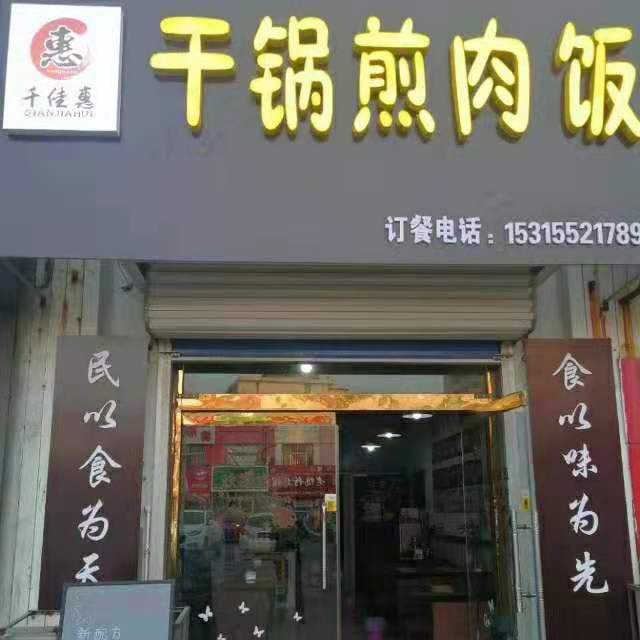 惠
千佳惠
QIANJIAHUI
干锅煎肉饭
订餐电话：15315521789
民以食为天
食以味为先